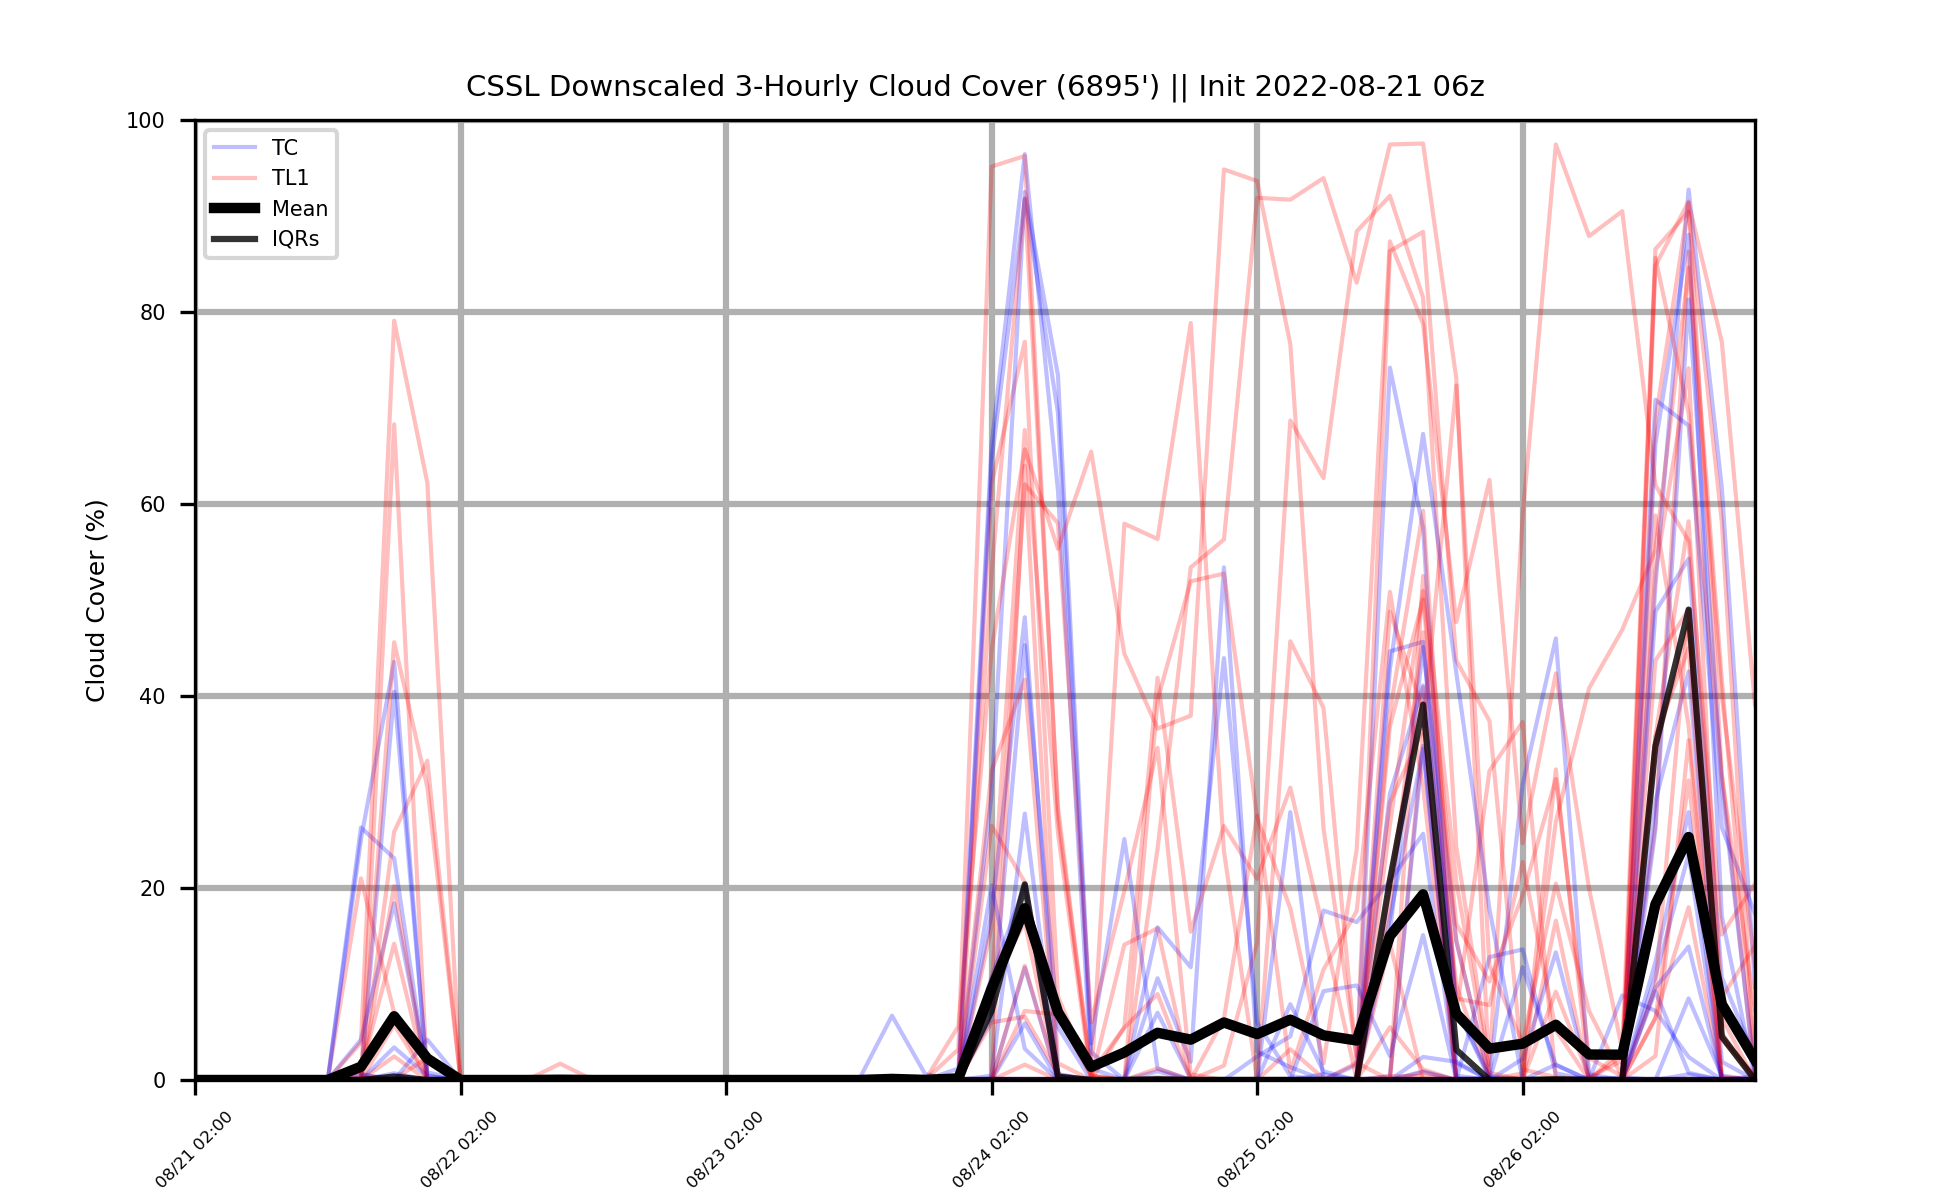 CSSL Downscaled 3-Hourly Cloud Cover (6895') || Init 2022-08-21 06z
100
80
60
40
20
0
Cloud Cover (%)
TC
TL1
Mean
IQRs
08/21 02:00
08/22 02:00
08/23 02:00
08/24 02:00
08/25 02:00
08/26 02:00